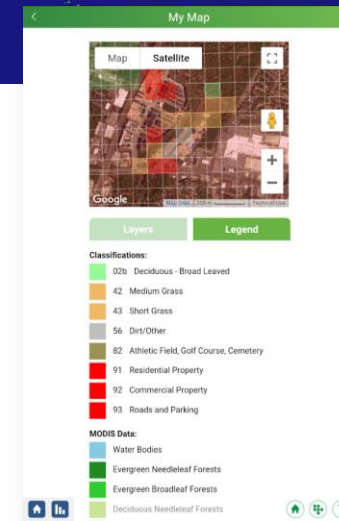 My Map
Map Satellite
Google
Map Data 200 m Terms of Use
Layers Legend
Classifications:
02b Deciduous - Broad Leaved
42 Medium Grass
43 Short Grass
56 Dirt/Other
82 Athletic Field, Golf Course, Cemetery
91 Residential Property
92 Commercial Property
93 Roads and Parking
MODIS Data:
Water Bodies
Evergreen Needleleaf Forests
Evergreen Broadleaf Forests
Deciduous Needleleaf Forests